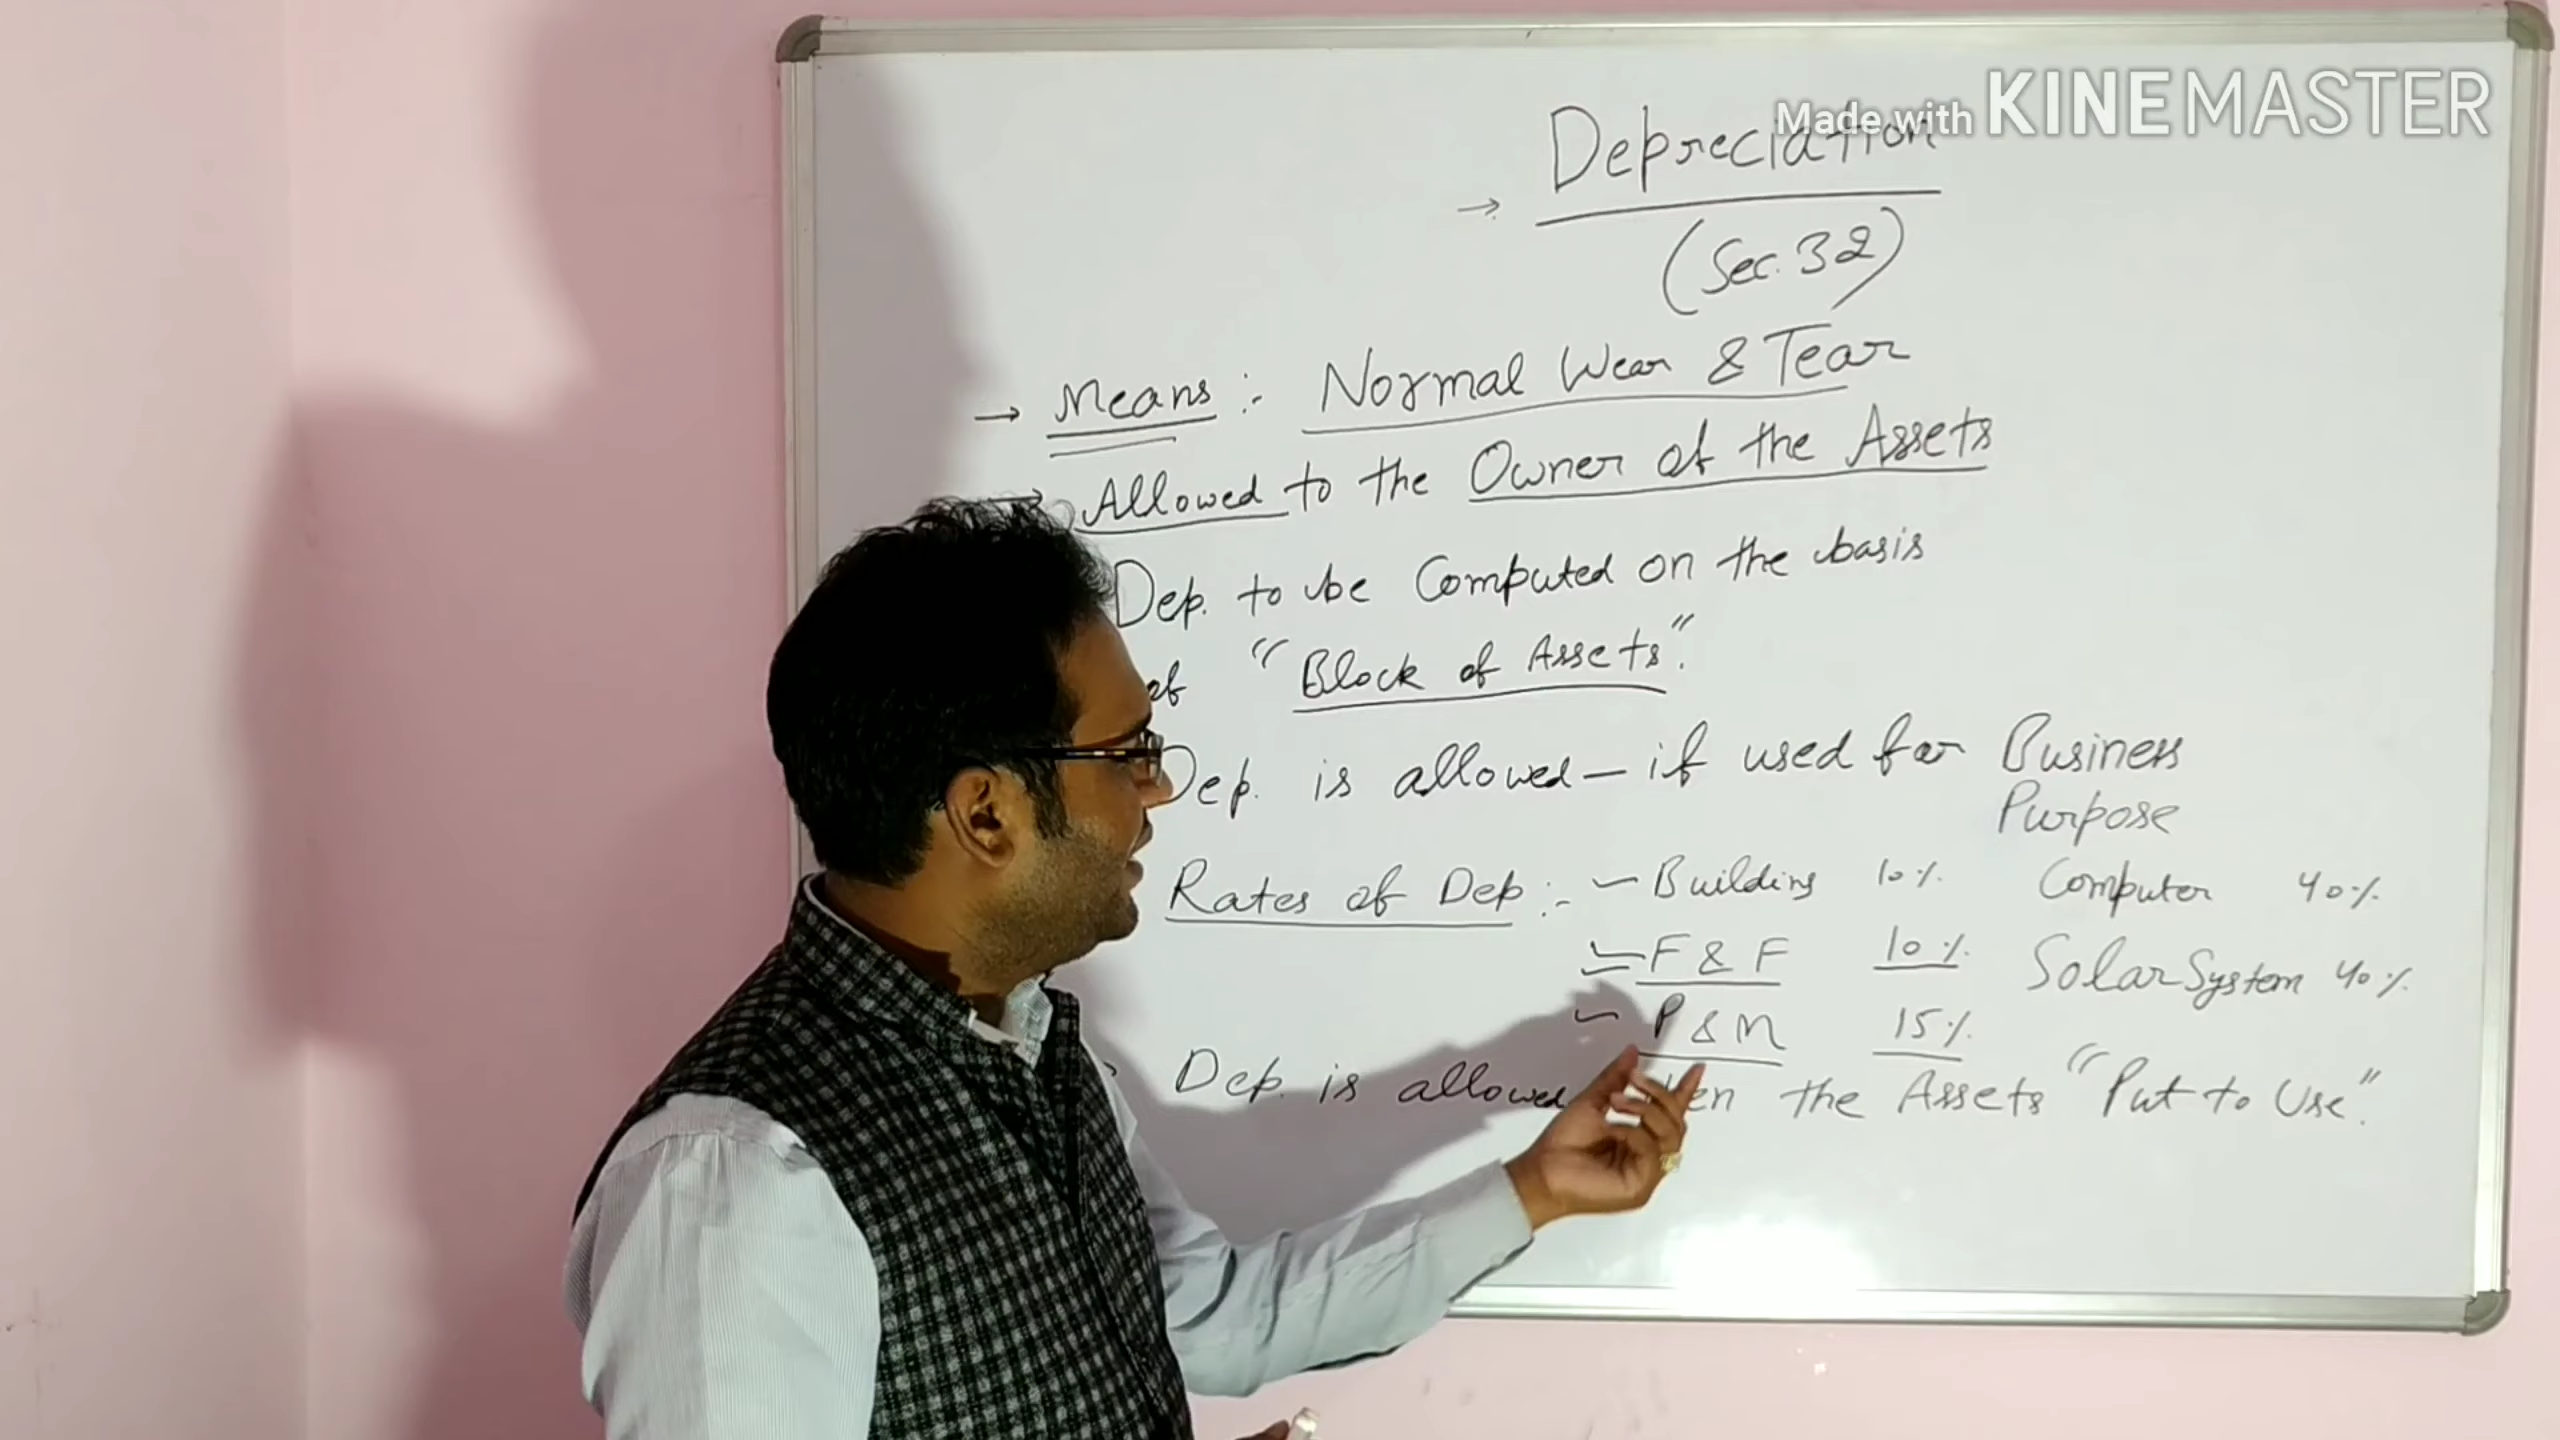 Made with KINEMASTER
→ Depreciation
(Sec. 32)
→ Means :- Normal Wear & Tear
→ Allowed to the Owner of the Assets
Dep. to be Computed on the basis
of "Block of Assets".
Dep. is allowed – if used for Business
Purpose
Rates of Dep :- Building 10% Computer 40%
F & F 10% Solar System 40%
P & M 15%
Dep. is allowed the Assets "Put to Use".